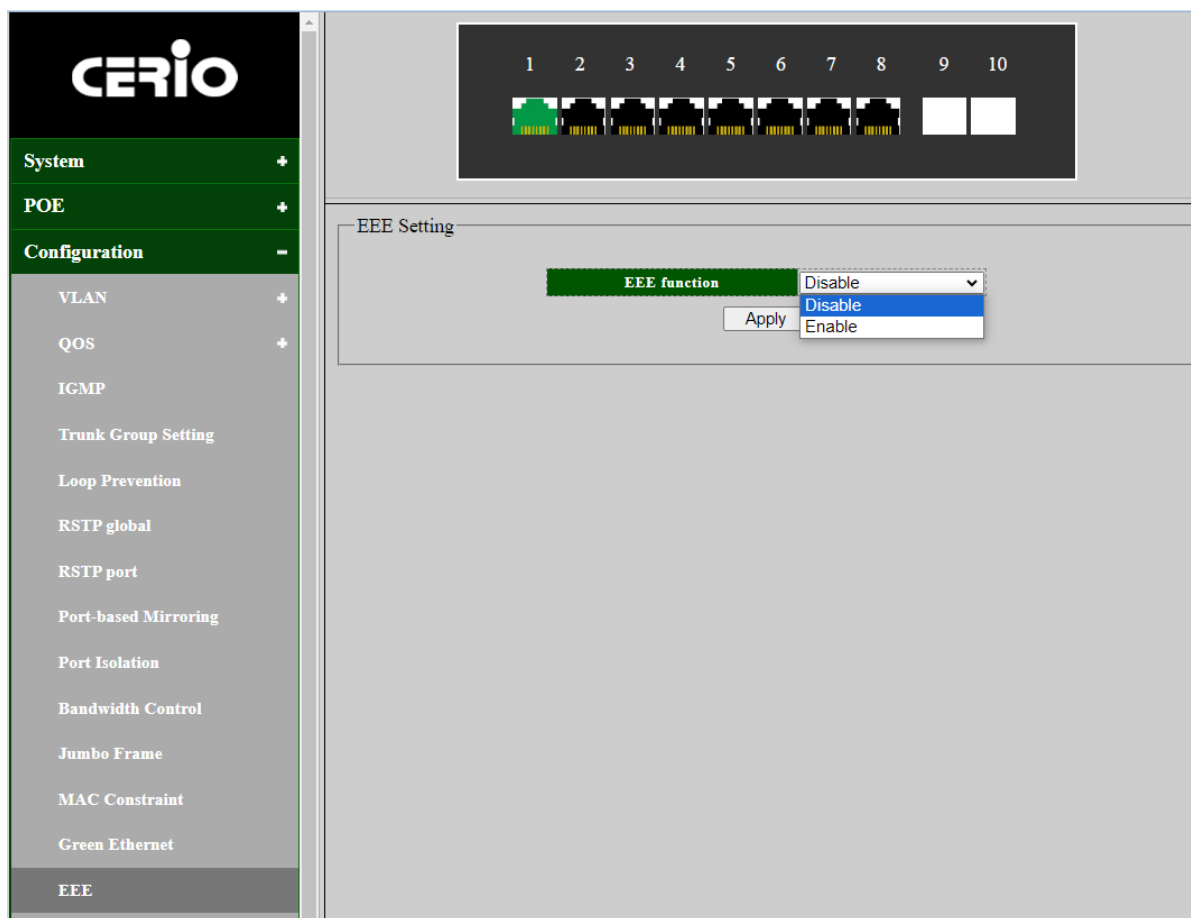 CERIO
System
POE
Configuration
VLAN
QOS
IGMP
Trunk Group Setting
Loop Prevention
RSTP global
RSTP port
Port-based Mirroring
Port Isolation
Bandwidth Control
Jumbo Frame
MAC Constraint
Green Ethernet
EEE
1 2 3 4 5 6 7 8 9 10
EEE Setting
EEE function Disable
Disable
Enable
Apply